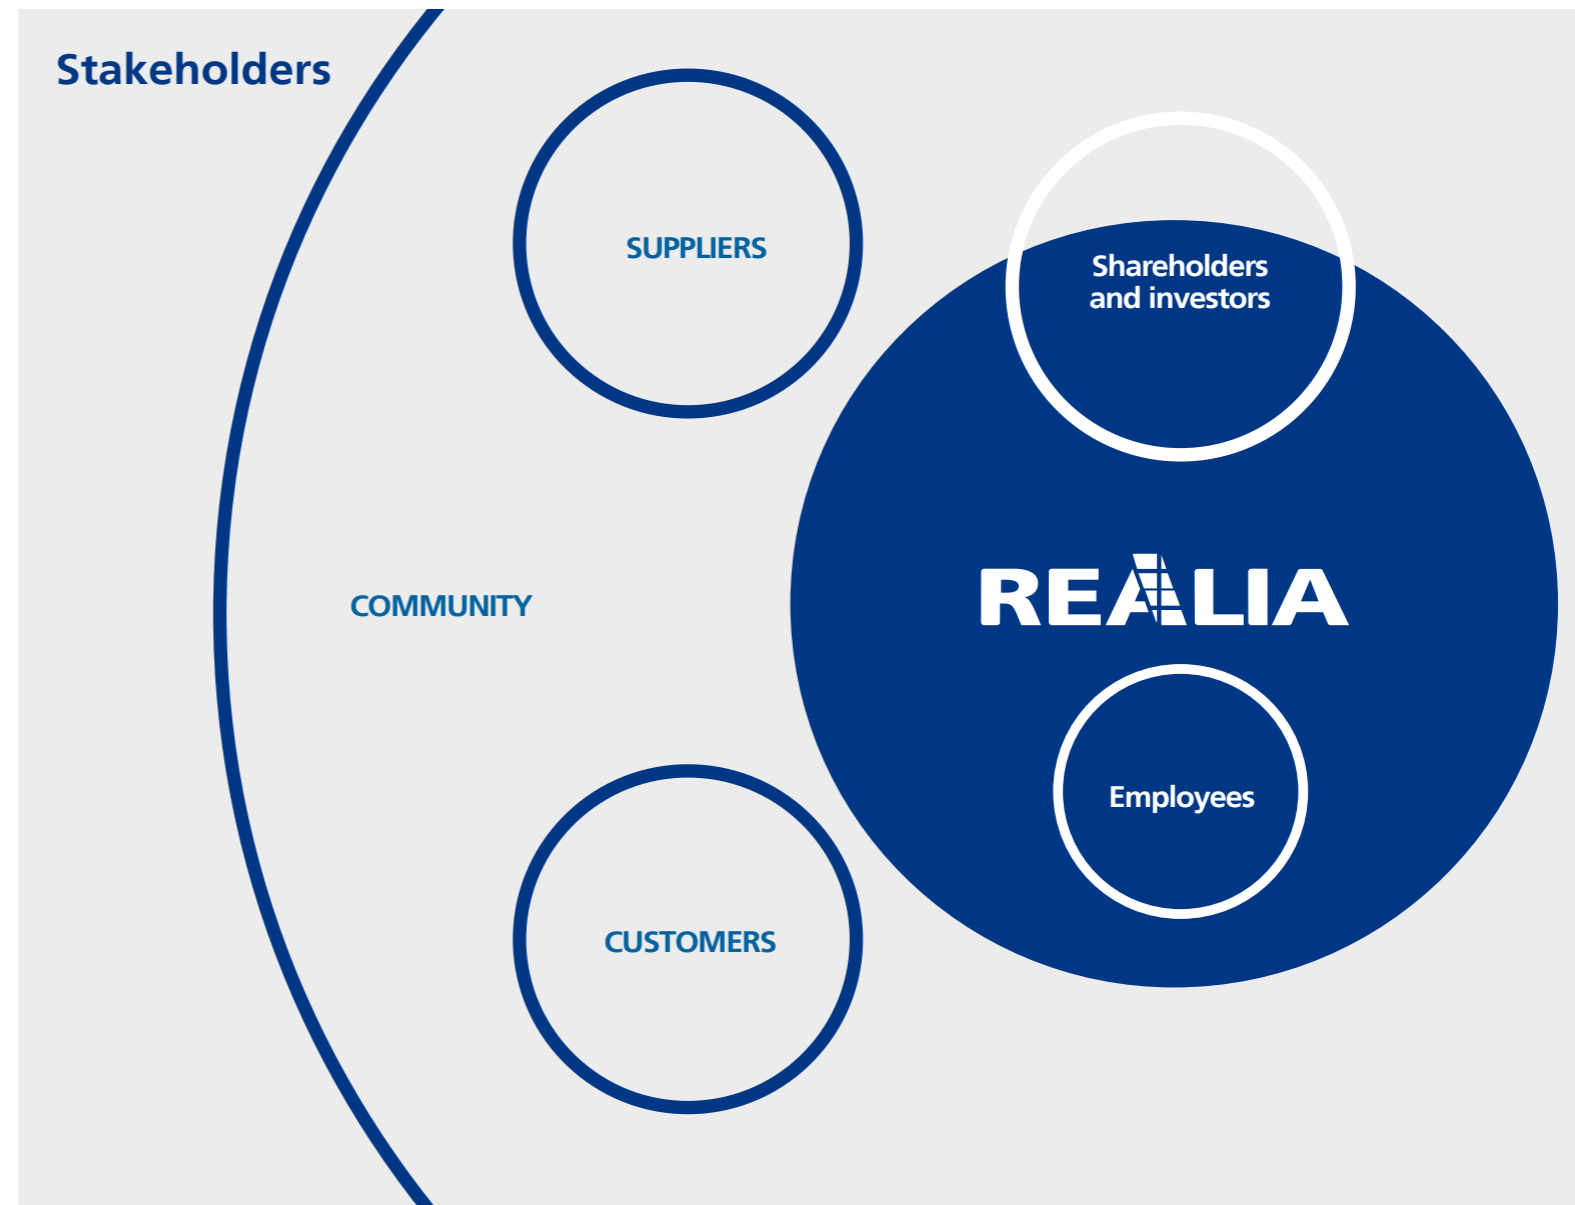 Stakeholders
SUPPLIERS
Shareholders
and investors
COMMUNITY
REALIA
Employees
CUSTOMERS